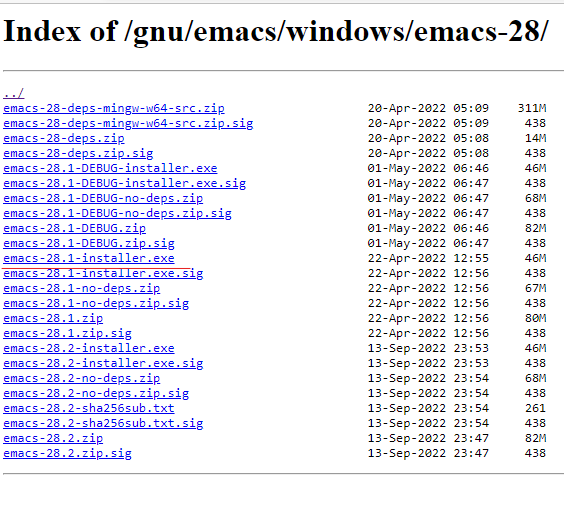 Index of /gnu/emacs/windows/emacs-28/
../
emacs-28-deps-mingw-w64-src.zip 20-Apr-2022 05:09 311M
emacs-28-deps-mingw-w64-src.zip.sig 20-Apr-2022 05:09 438
emacs-28-deps.zip 20-Apr-2022 05:08 14M
emacs-28-deps.zip.sig 20-Apr-2022 05:08 438
emacs-28.1-DEBUG-installer.exe 01-May-2022 06:46 46M
emacs-28.1-DEBUG-installer.exe.sig 01-May-2022 06:47 438
emacs-28.1-DEBUG-no-deps.zip 01-May-2022 06:47 68M
emacs-28.1-DEBUG-no-deps.zip.sig 01-May-2022 06:47 438
emacs-28.1-DEBUG.zip 01-May-2022 06:46 82M
emacs-28.1-DEBUG.zip.sig 01-May-2022 06:47 438
emacs-28.1-installer.exe 22-Apr-2022 12:55 46M
emacs-28.1-installer.exe.sig 22-Apr-2022 12:56 438
emacs-28.1-no-deps.zip 22-Apr-2022 12:56 67M
emacs-28.1-no-deps.zip.sig 22-Apr-2022 12:56 438
emacs-28.1.zip 22-Apr-2022 12:56 80M
emacs-28.1.zip.sig 22-Apr-2022 12:56 438
emacs-28.2-installer.exe 13-Sep-2022 23:53 46M
emacs-28.2-installer.exe.sig 13-Sep-2022 23:53 438
emacs-28.2-no-deps.zip 13-Sep-2022 23:54 68M
emacs-28.2-no-deps.zip.sig 13-Sep-2022 23:54 438
emacs-28.2-sha256sub.txt 13-Sep-2022 23:54 261
emacs-28.2-sha256sub.txt.sig 13-Sep-2022 23:54 438
emacs-28.2.zip 13-Sep-2022 23:47 82M
emacs-28.2.zip.sig 13-Sep-2022 23:47 438